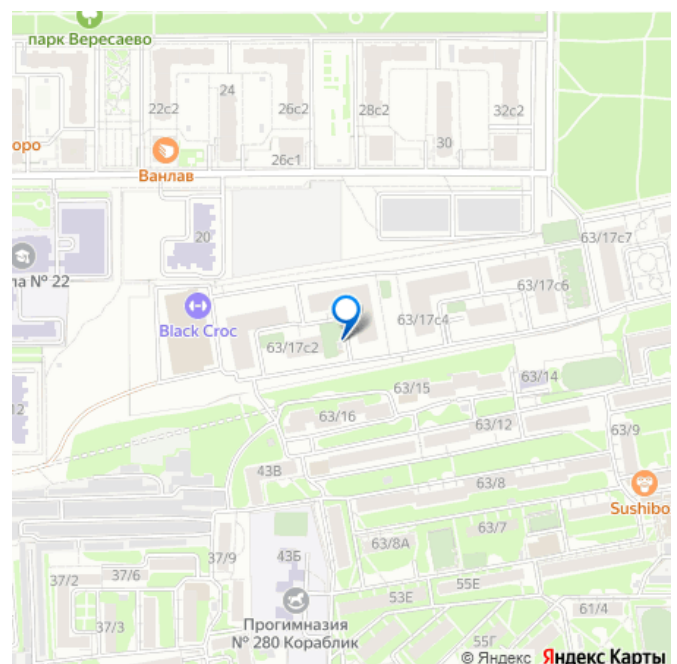 парк Вересаево
22с2
24
26с2
28с2
32с2
30
оро
Ванлав
26с1
20
63/17с7
ла № 22
63/17с6
Black Croc
63/17с4
63/17с2
63/15
63/14
12
63/16
63/12
63/9
43В
63/8
Sushibo
63/7
63/8А
37/9
43Б
37/2
37/6
55Е
53Е
61/4
37/3
Прогимназия
№ 280 Кораблик
55Г
© Яндекс Яндекс Карты